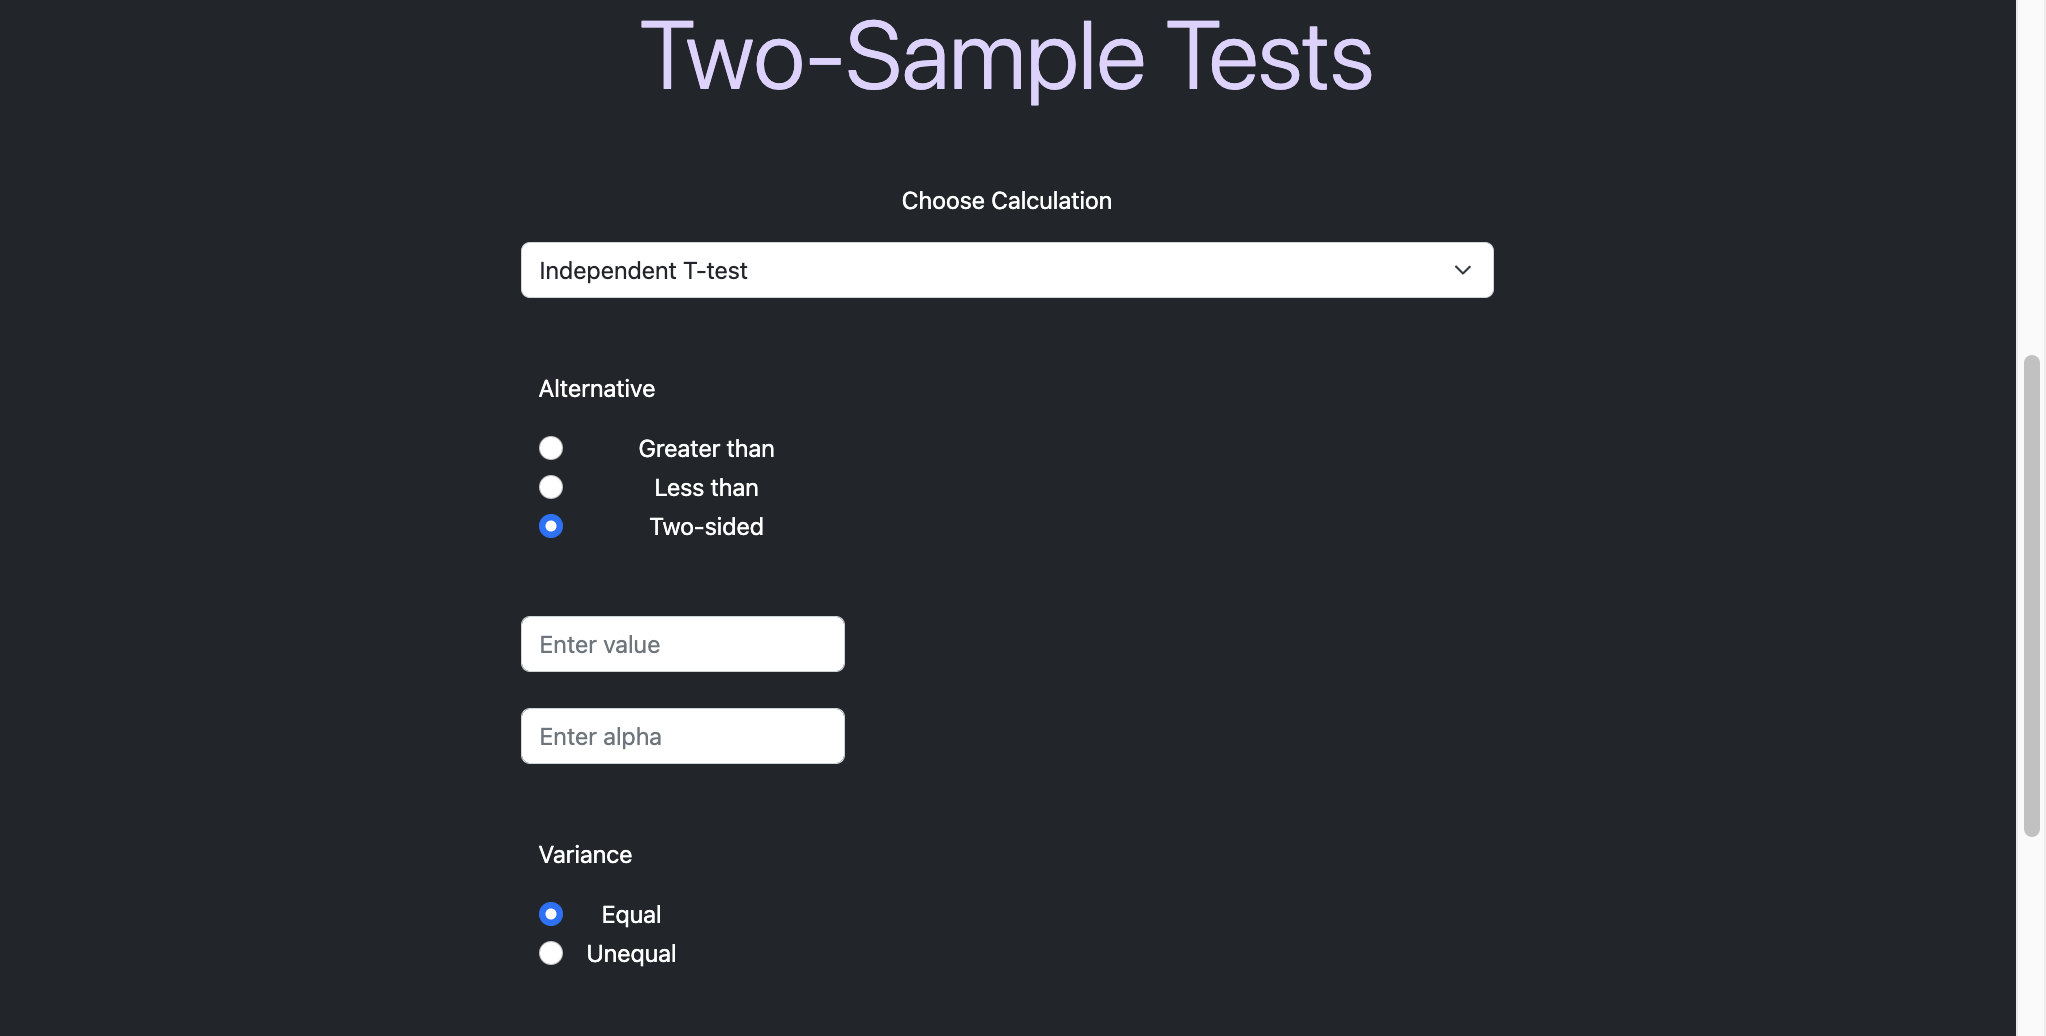 Two-Sample Tests
Choose Calculation
Independent T-test
Alternative
Greater than
Less than
Two-sided
Enter value
Enter alpha
Variance
Equal
Unequal